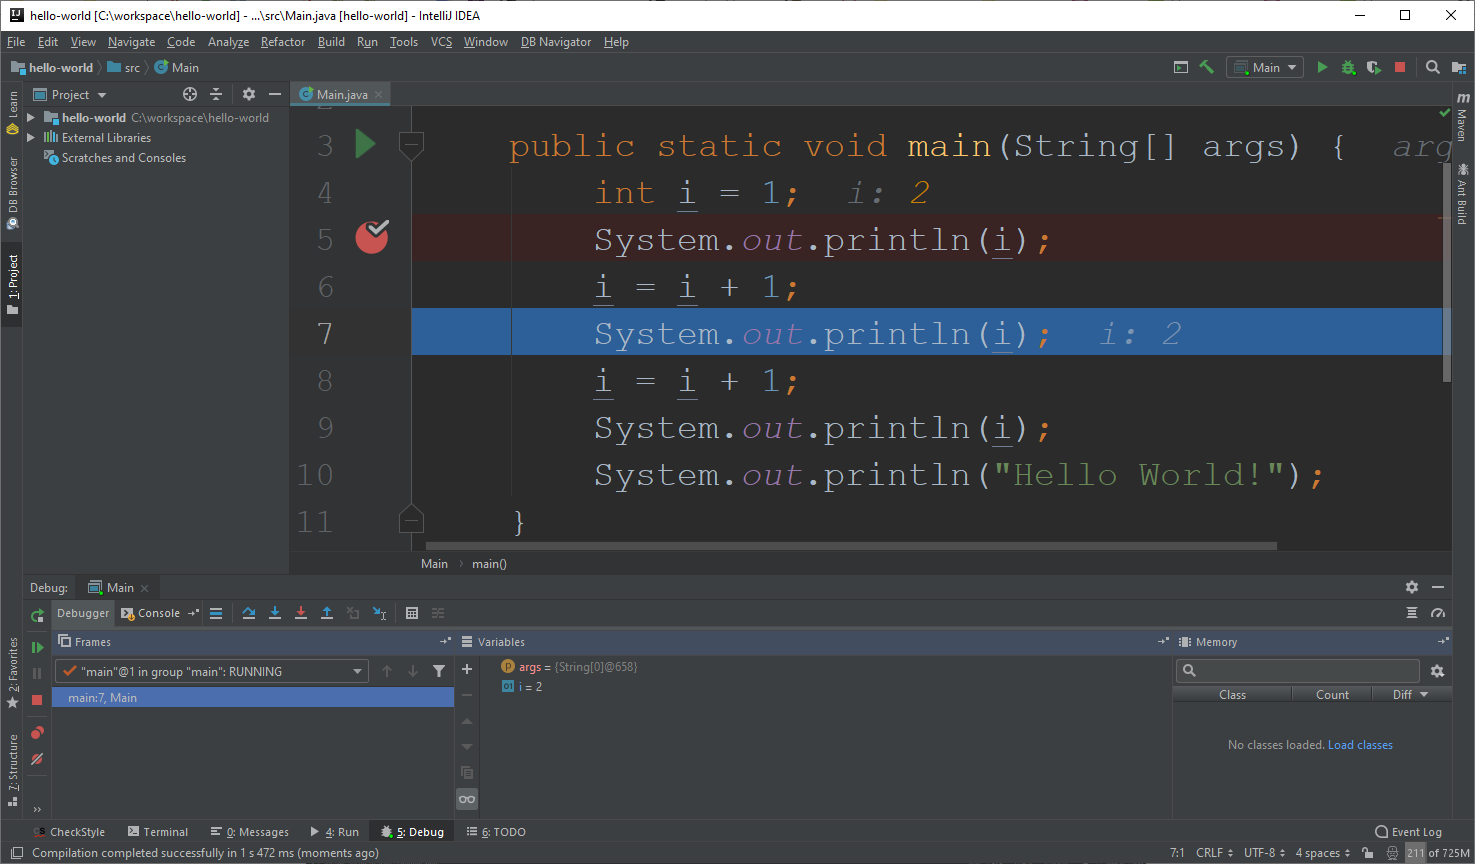 hello-world [C:\workspace\hello-world] - ...\src\Main.java [hello-world] - IntelliJ IDEA
File Edit View Navigate Code Analyze Refactor Build Run Tools VCS Window DB Navigator Help
hello-world src Main
Main
Project
Main.java
hello-world C:\workspace\hello-world
External Libraries
Scratches and Consoles
Learn
DB Browser
1: Project
2: Favorites
7: Structure
Maven
Ant Build
3 public static void main(String[] args) { arg
4 int i = 1; i: 2
5 System.out.println(i);
6 i = i + 1;
7 System.out.println(i); i: 2
8 i = i + 1;
9 System.out.println(i);
10 System.out.println("Hello World!");
11 }
Main main()
Debug: Main
Debugger Console
Frames
"main"@1 in group "main": RUNNING
main:7, Main
Variables
args = {String[0]@658}
i = 2
Memory
Class Count Diff
No classes loaded. Load classes
CheckStyle Terminal 0: Messages 4: Run 5: Debug 6: TODO
Event Log
Compilation completed successfully in 1 s 472 ms (moments ago)
7:1 CRLF UTF-8 4 spaces 211 of 725M